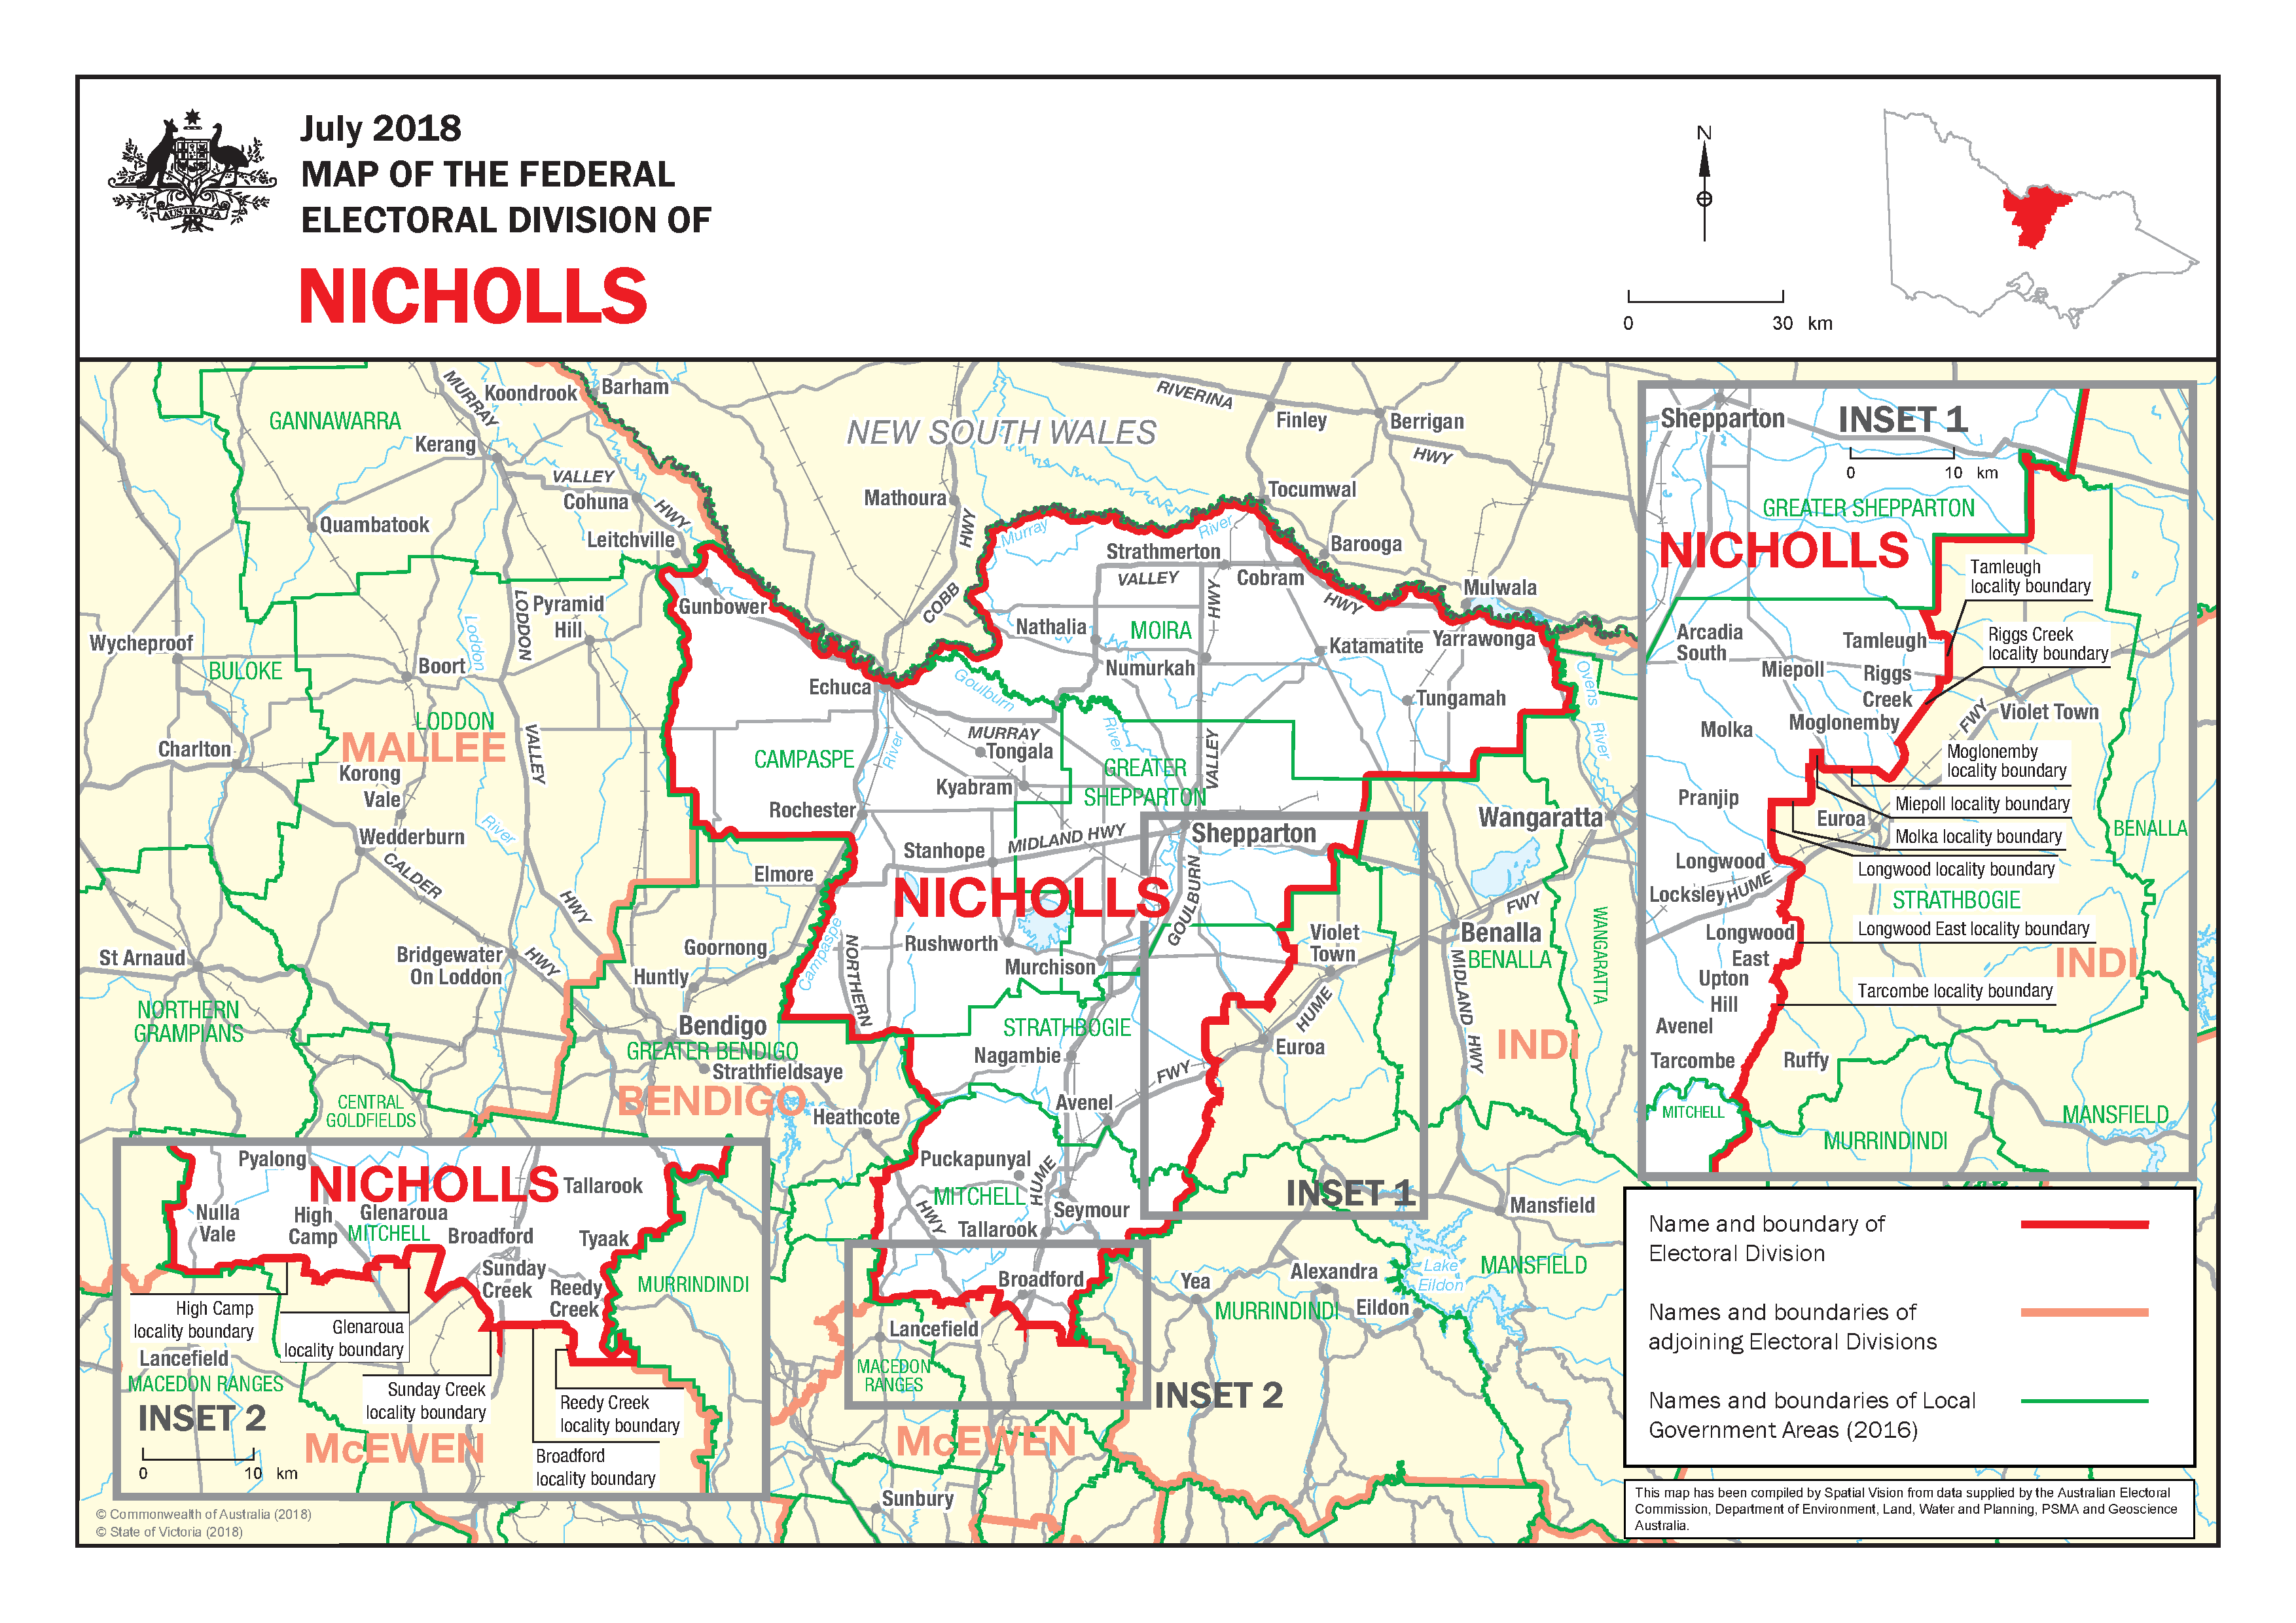 July 2018
MAP OF THE FEDERAL
ELECTORAL DIVISION OF
NICHOLLS
AUSTRALIA
N
0 30 km
MURRAY
Koondrook
Barham
RIVERINA
GANNAWARRA
NEW SOUTH WALES
Finley
Berrigan
Kerang
HWY
VALLEY
Cohuna
HWY
Mathoura
Tocumwal
Quambatook
Leitchville
HWY
Murray
River
Strathmerton
Barooga
VALLEY
Cobram
HWY
Mulwala
COBB
HWY
LODDON
Pyramid
Hill
Gunbower
Loddon
Nathalia
MOIRA
Katamatite
Yarrawonga
Wycheproof
BULOKE
Boort
Numurkah
Echuca
Goulburn
Ovens
Tungamah
LODDON
MALLEE
VALLEY
MURRAY
River
River
Charlton
CAMPASPE
River
Tongala
VALLEY
GREATER
SHEPPARTON
Korong
Vale
Kyabram
Rochester
River
Wangaratta
Wedderburn
MIDLAND HWY
Shepparton
Stanhope
CALDER
Elmore
NICHOLLS
GOULBURN
HWY
FWY
WANGARATTA
Campaspe
NORTHERN
Rushworth
Violet
Town
Benalla
BENALLA
St Arnaud
Bridgewater
On Loddon
HWY
Goornong
Huntly
Murchison
MIDLAND HWY
HUME
NORTHERN
GRAMPIANS
Bendigo
GREATER BENDIGO
STRATHBOGIE
Nagambie
Euroa
INDI
Strathfieldsaye
FWY
BENDIGO
CENTRAL
GOLDFIELDS
Heathcote
Avenel
Puckapunyal
HUME
MITCHELL
HWY
Seymour
Tallarook
INSET 1
Mansfield
Broadford
Yea
Alexandra
Lake
Eildon
MANSFIELD
MURRINDINDI
Eildon
Lancefield
MACEDON
RANGES
INSET 2
McEWEN
Sunbury
Shepparton
INSET 1
0 10 km
GREATER SHEPPARTON
NICHOLLS
Tamleugh
locality boundary
Arcadia
South
Tamleugh
Riggs Creek
locality boundary
Miepoll
Riggs
Creek
FWY
Violet Town
Molka
Moglonemby
Moglonemby
locality boundary
Pranjip
Miepoll locality boundary
Euroa
BENALLA
Molka locality boundary
Longwood
Longwood locality boundary
Locksley
HUME
STRATHBOGIE
Longwood
East
Longwood East locality boundary
INDI
Upton
Hill
Tarcombe locality boundary
Avenel
Tarcombe
Ruffy
MITCHELL
MANSFIELD
MURRINDINDI
Pyalong
NICHOLLS
Tallarook
Nulla
Vale
High
Camp
Glenaroua
MITCHELL
Broadford
Tyaak
Sunday
Creek
Reedy
Creek
MURRINDINDI
High Camp
locality boundary
Glenaroua
locality boundary
Lancefield
MACEDON RANGES
Sunday Creek
locality boundary
Reedy Creek
locality boundary
INSET 2
McEWEN
Broadford
locality boundary
0 10 km
Name and boundary of
Electoral Division
Names and boundaries of
adjoining Electoral Divisions
Names and boundaries of Local
Government Areas (2016)
This map has been compiled by Spatial Vision from data supplied by the Australian Electoral
Commission, Department of Environment, Land, Water and Planning, PSMA and Geoscience
Australia.
© Commonwealth of Australia (2018)
© State of Victoria (2018)